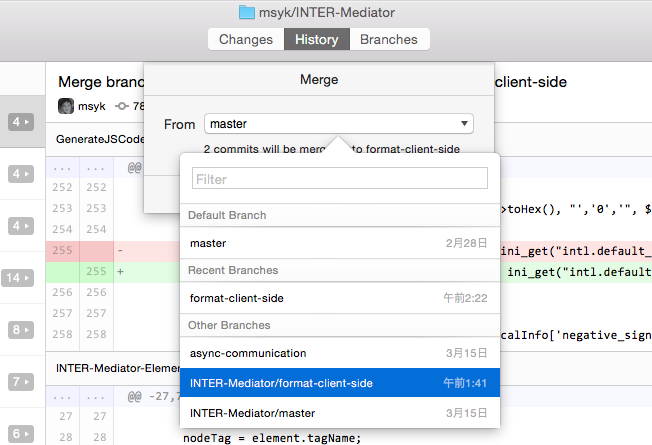 msyk/INTER-Mediator
Changes History Branches
Merge
Merge client-side
msyk 78
From master
2 commits will be to format-client-side
GenerateJSCode
Filter
Default Branch
master 2月28日
Recent Branches
format-client-side 午前2:22
Other Branches
async-communication 3月15日
INTER-Mediator/format-client-side 午前1:41
INTER-Mediator/master 3月15日
4
4
4
14
8
7
6
... ... @@
252 252
253 253 >toHex(), "','0','", $
254 254
255 - ini_get("intl.default_
255 + ini_get("intl.default_
256 256
257 257
258 258 calInfo['negative_sign
INTER-Mediator-Elemen
... ... @@ -27,7
27 27
28 28 nodeTag = element.tagName;